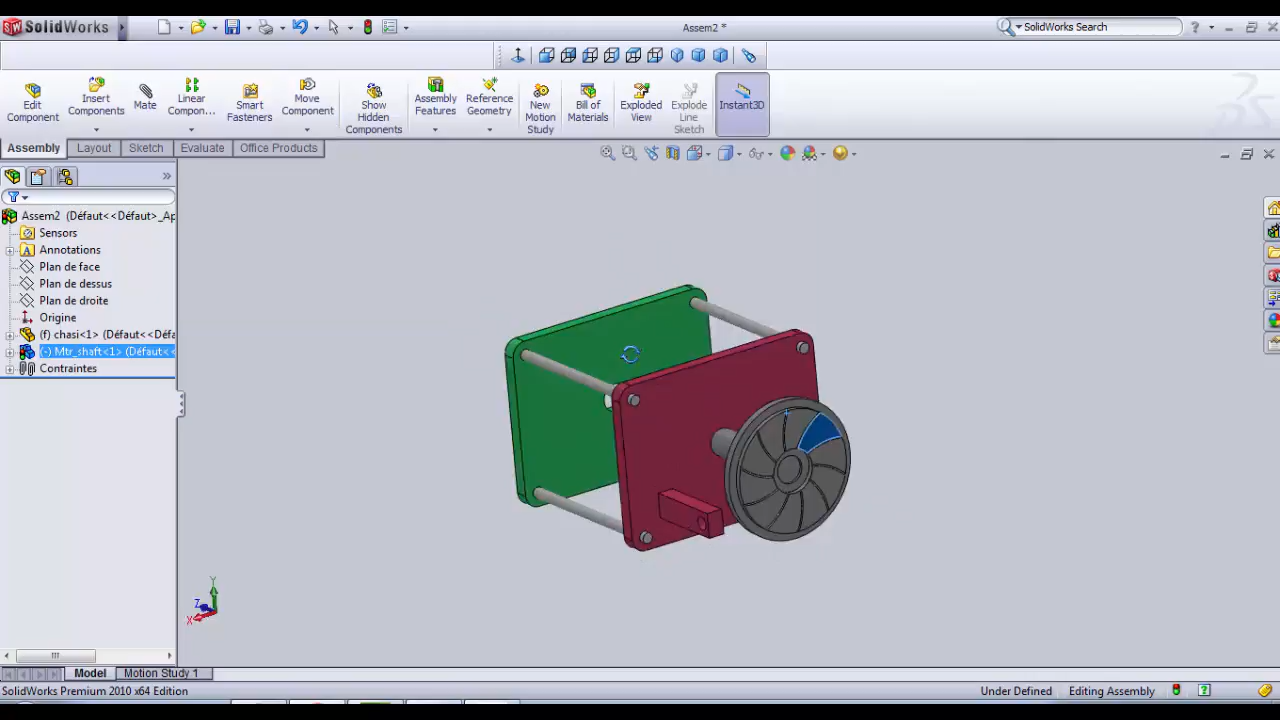 SolidWorks
Assem2 *
SolidWorks Search
Edit Component
Insert Components
Mate
Linear Compon...
Smart Fasteners
Move Component
Show Hidden Components
Assembly Features
Reference Geometry
New Motion Study
Bill of Materials
Exploded View
Explode Line Sketch
Instant3D
Assembly Layout Sketch Evaluate Office Products
Assem2 (Défaut<<Défaut>_Ap
Sensors
Annotations
Plan de face
Plan de dessus
Plan de droite
Origine
(f) chasi<1> (Défaut<<Défa
(-) Mtr_shaft<1> (Défaut<<
Contraintes
Y
Z
X
Model Motion Study 1
SolidWorks Premium 2010 x64 Edition
Under Defined
Editing Assembly